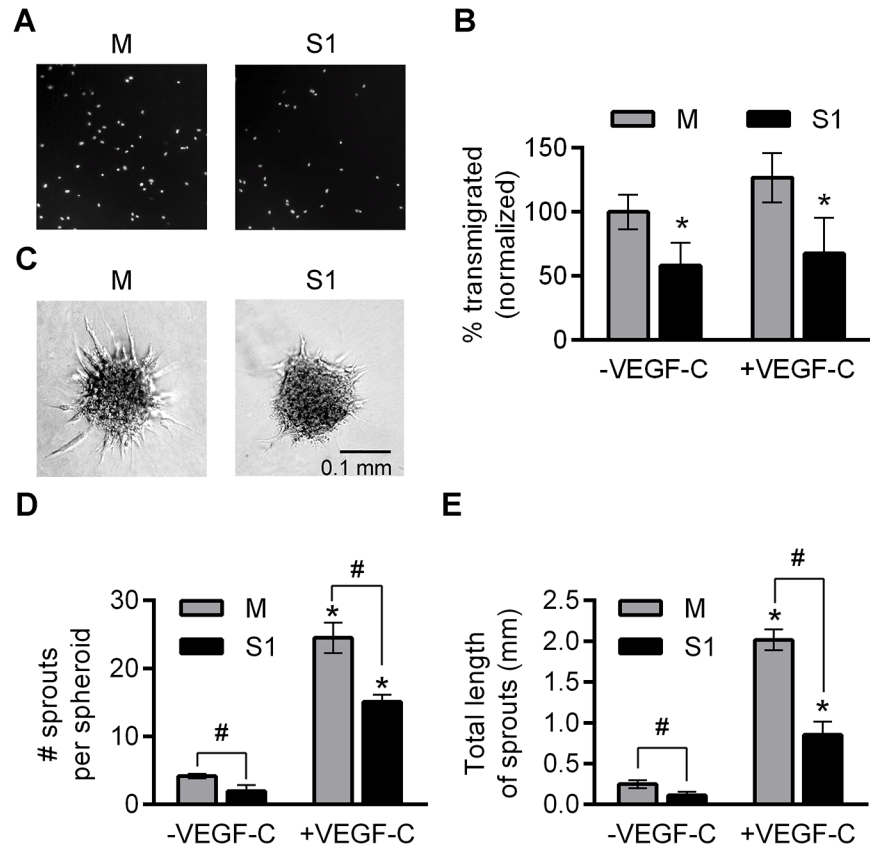 A
M S1
B
M S1
% transmigrated
(normalized)
150
100
50
0
* *
-VEGF-C +VEGF-C
C
M S1
0.1 mm
D
# sprouts
per spheroid
30
20
10
0
M
S1
#
#
* *
-VEGF-C +VEGF-C
E
Total length
of sprouts (mm)
2.5
2.0
1.5
1.0
0.5
0.0
M
S1
#
#
* *
-VEGF-C +VEGF-C